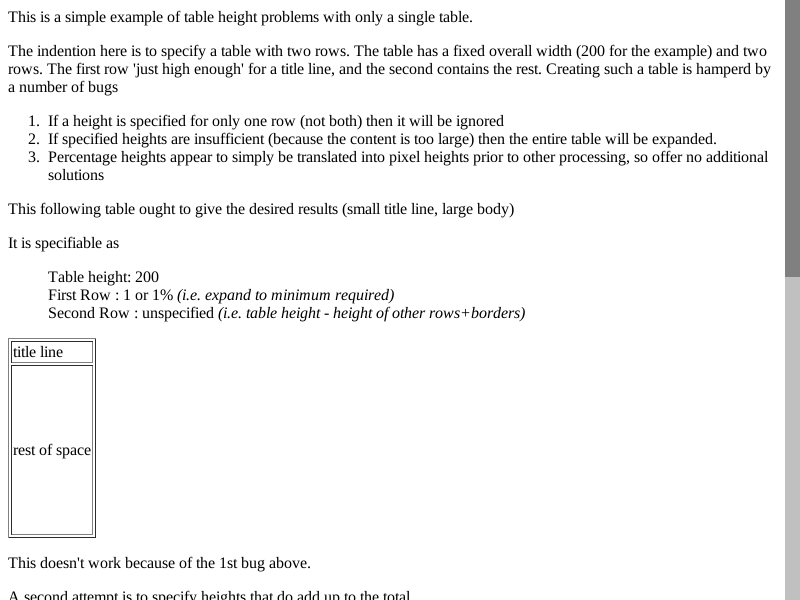 This is a simple example of table height problems with only a single table.
The indention here is to specify a table with two rows. The table has a fixed overall width (200 for the example) and two
rows. The first row 'just high enough' for a title line, and the second contains the rest. Creating such a table is hamperd by
a number of bugs
1. If a height is specified for only one row (not both) then it will be ignored
2. If specified heights are insufficient (because the content is too large) then the entire table will be expanded.
3. Percentage heights appear to simply be translated into pixel heights prior to other processing, so offer no additional
solutions
This following table ought to give the desired results (small title line, large body)
It is specifiable as
Table height: 200
First Row : 1 or 1% (i.e. expand to minimum required)
Second Row : unspecified (i.e. table height - height of other rows+borders)
title line
rest of space
This doesn't work because of the 1st bug above.
A second attempt is to specify heights that do add up to the total